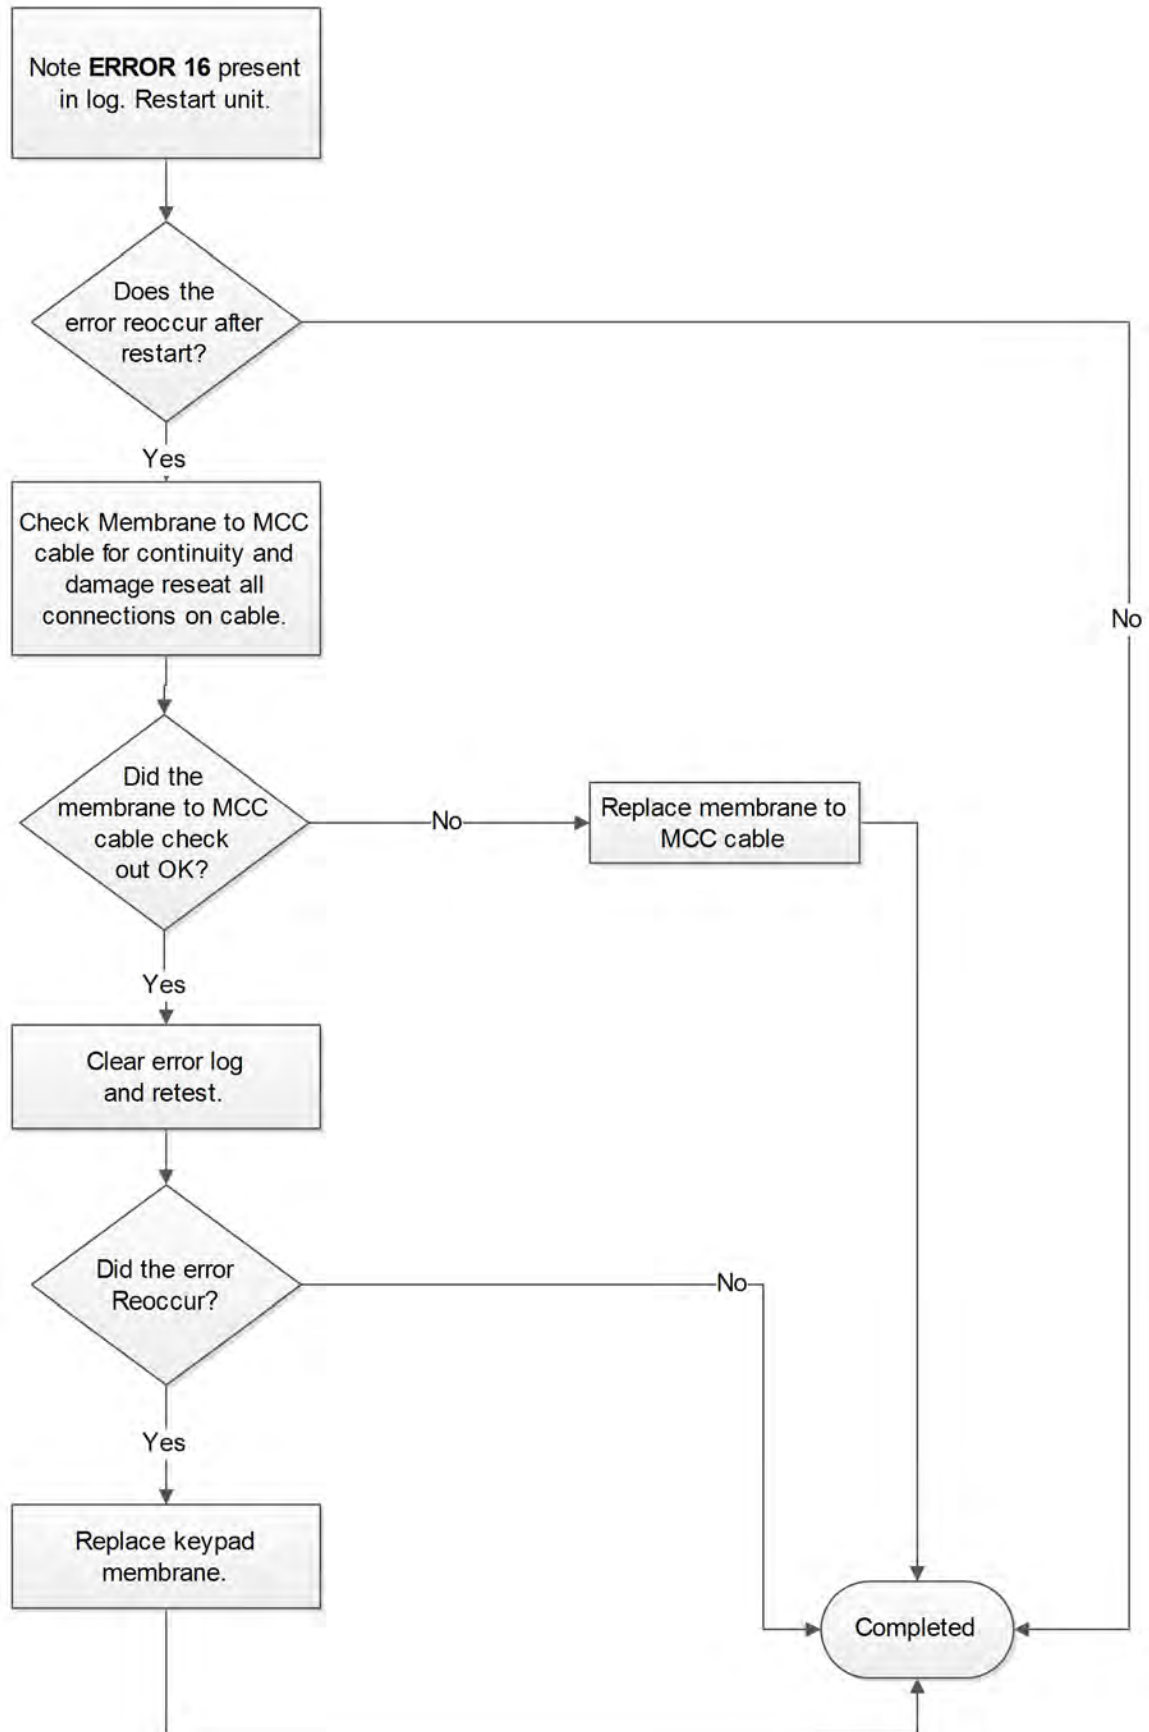 Note ERROR 16 present
in log. Restart unit.
Does the
error reoccur after
restart?
Yes
No
Check Membrane to MCC
cable for continuity and
damage reseat all
connections on cable.
Did the
membrane to MCC
cable check
out OK?
No
Replace membrane to
MCC cable
Yes
Clear error log
and retest.
Did the error
Reoccur?
No
Yes
Replace keypad
membrane.
Completed